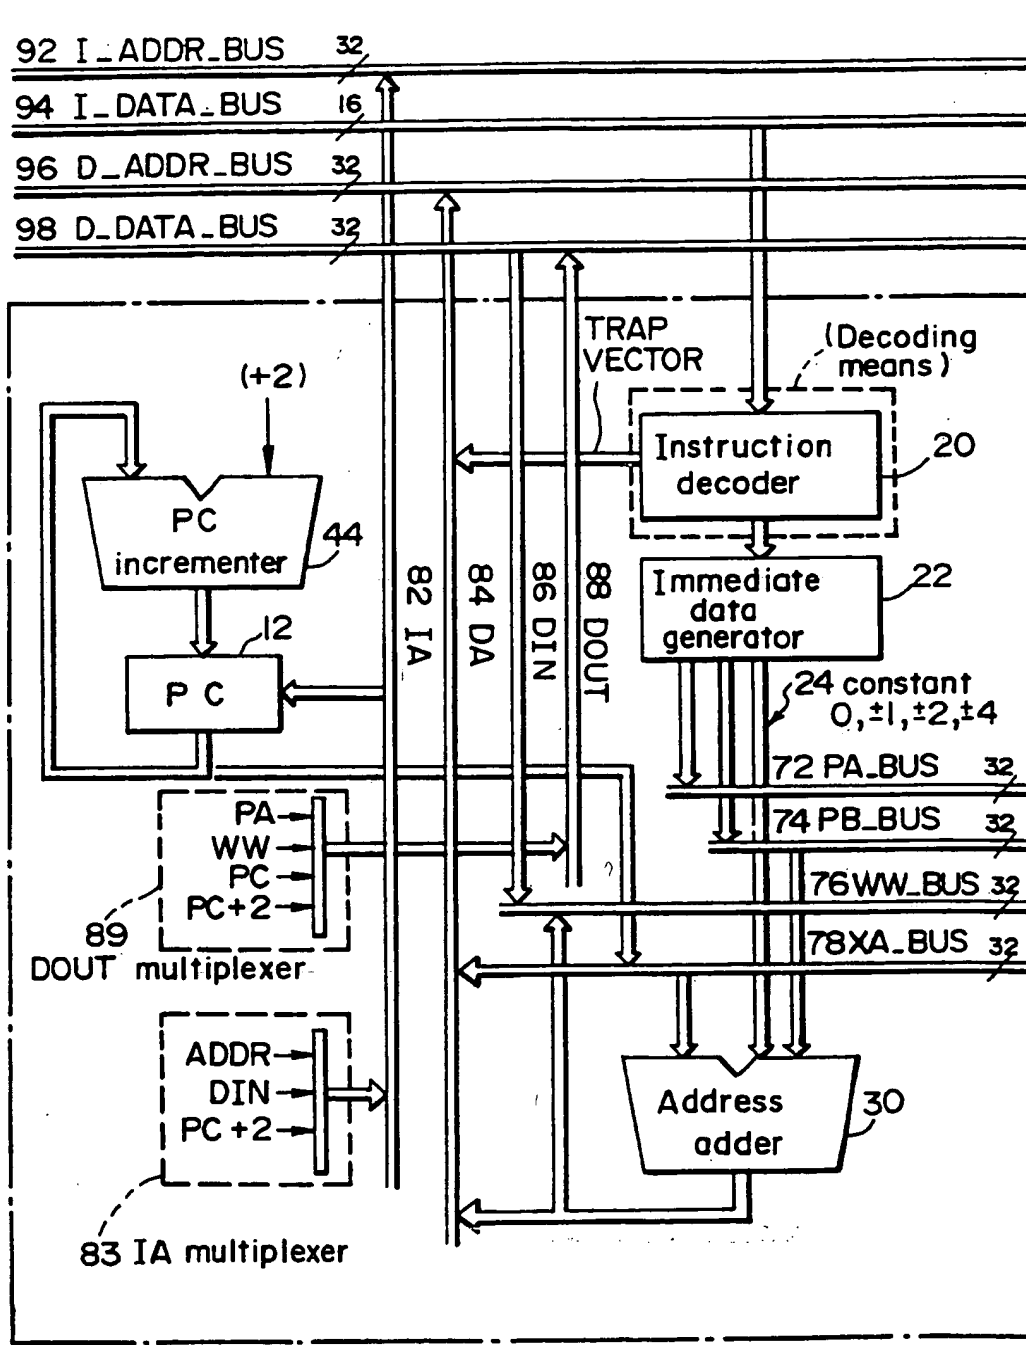 92 I_ADDR_BUS 32
94 I_DATA_BUS 16
96 D_ADDR_BUS 32
98 D_DATA_BUS 32
TRAP
VECTOR
(Decoding
means)
(+2)
Instruction
decoder
20
PC
incrementer
44
Immediate
data
generator
22
82 IA
84 DA
86 DIN
88 DOUT
12
PC
24 constant
0,±1,±2,±4
72 PA_BUS 32
74 PB_BUS 32
76 WW_BUS 32
78 XA_BUS 32
PA
WW
PC
PC+2
89
DOUT multiplexer
ADDR
DIN
PC+2
83 IA multiplexer
Address
adder
30